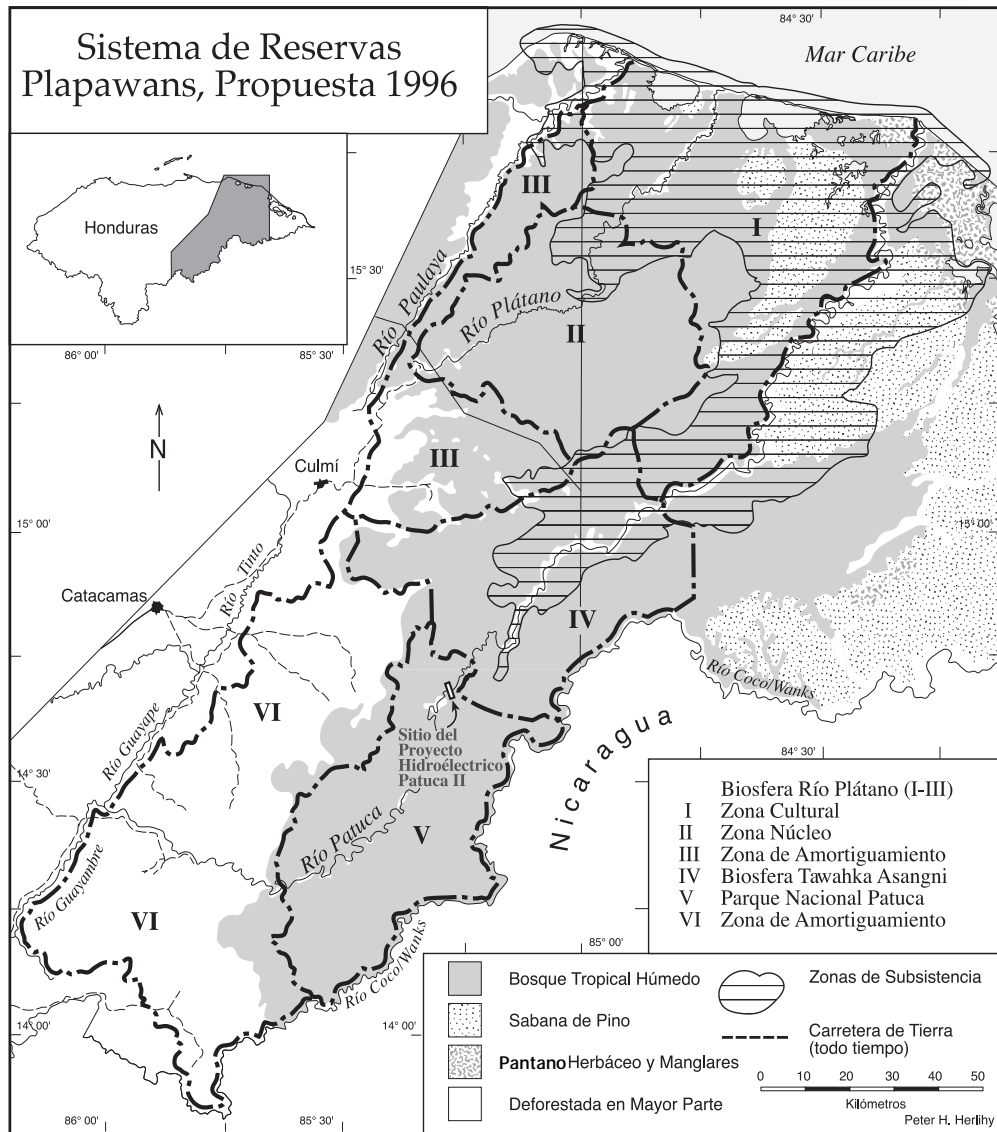 Sistema de Reservas
Plapawans, Propuesta 1996
84° 30'
Mar Caribe
Honduras
15° 30'
86° 00'
85° 30'
III
I
Río Paulaya
Río Plátano
II
N
III
Culmí
15° 00'
15° 00'
Río Tinto
Catacamas
IV
Río Coco/Wanks
VI
Río Guayape
Sitio del
Proyecto
Hidroélectrico
Patuca II
Nicaragua
14° 30'
84° 30'
Río Patuca
V
Río Guayambre
VI
Río Coco/Wanks
85° 00'
14° 00'
14° 00'
86° 00'
85° 30'
Biosfera Río Plátano (I-III)
I Zona Cultural
II Zona Núcleo
III Zona de Amortiguamiento
IV Biosfera Tawahka Asangni
V Parque Nacional Patuca
VI Zona de Amortiguamiento
Bosque Tropical Húmedo
Sabana de Pino
Pantano Herbáceo y Manglares
Deforestada en Mayor Parte
Zonas de Subsistencia
Carretera de Tierra
(todo tiempo)
0 10 20 30 40 50
Kilómetros
Peter H. Herlihy